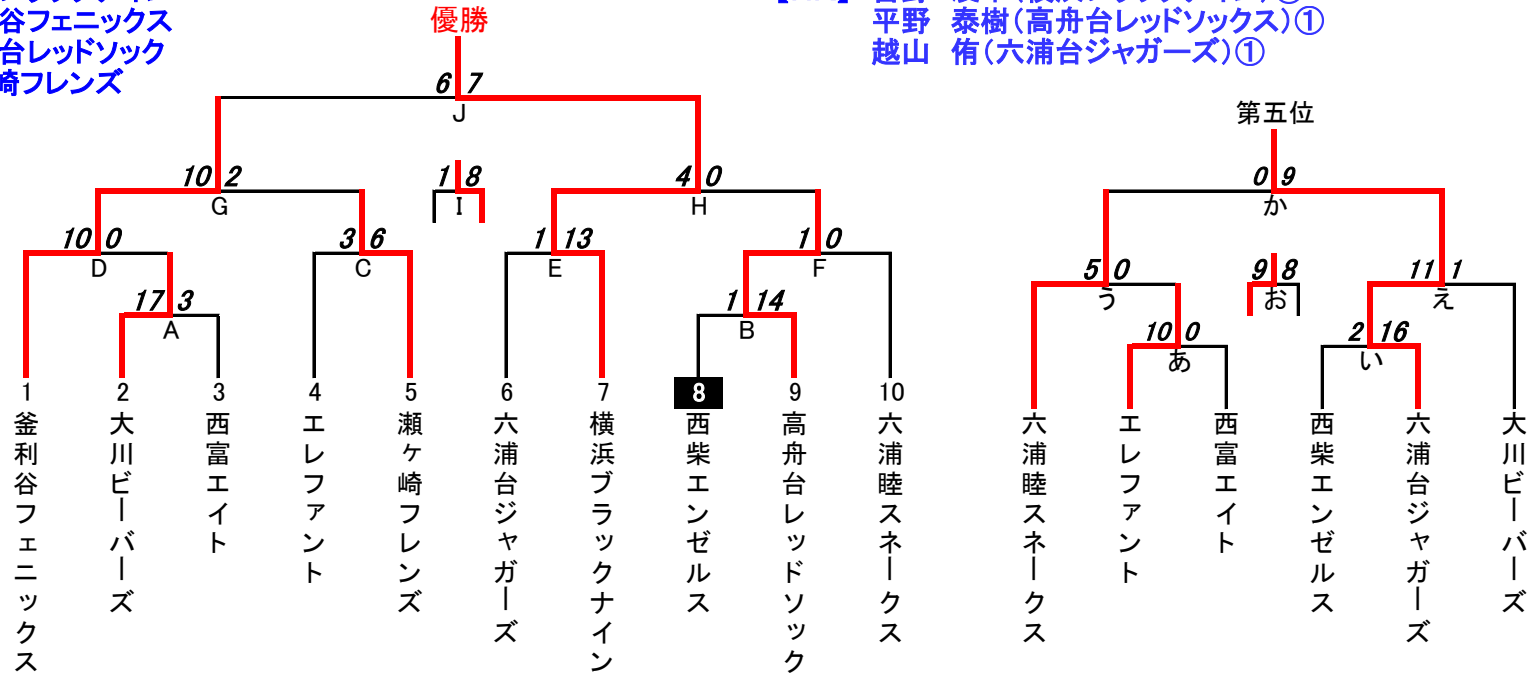 谷フェニックス
台レッドソック
崎フレンズ
平野 泰樹(高舟台レッドソックス)①
越山 侑(六浦台ジャガーズ)①
優勝
6 7
J
第五位
10 2
G
1 8
I
4 0
H
0 9
か
10 0
D
3 6
C
1 13
E
1 0
F
5 0
う
9 8
お
11 1
え
17 3
A
1 14
B
10 0
あ
2 16
い
1 2 3 4 5 6 7 8 9 10
釜利谷フェニックス
大川ビーバーズ
西富エイト
エレファント
瀬ヶ崎フレンズ
六浦台ジャガーズ
横浜ブラックナイン
西柴エンゼルス
高舟台レッドソック
六浦睦スネークス
六浦睦スネークス
エレファント
西富エイト
西柴エンゼルス
六浦台ジャガーズ
大川ビーバーズ